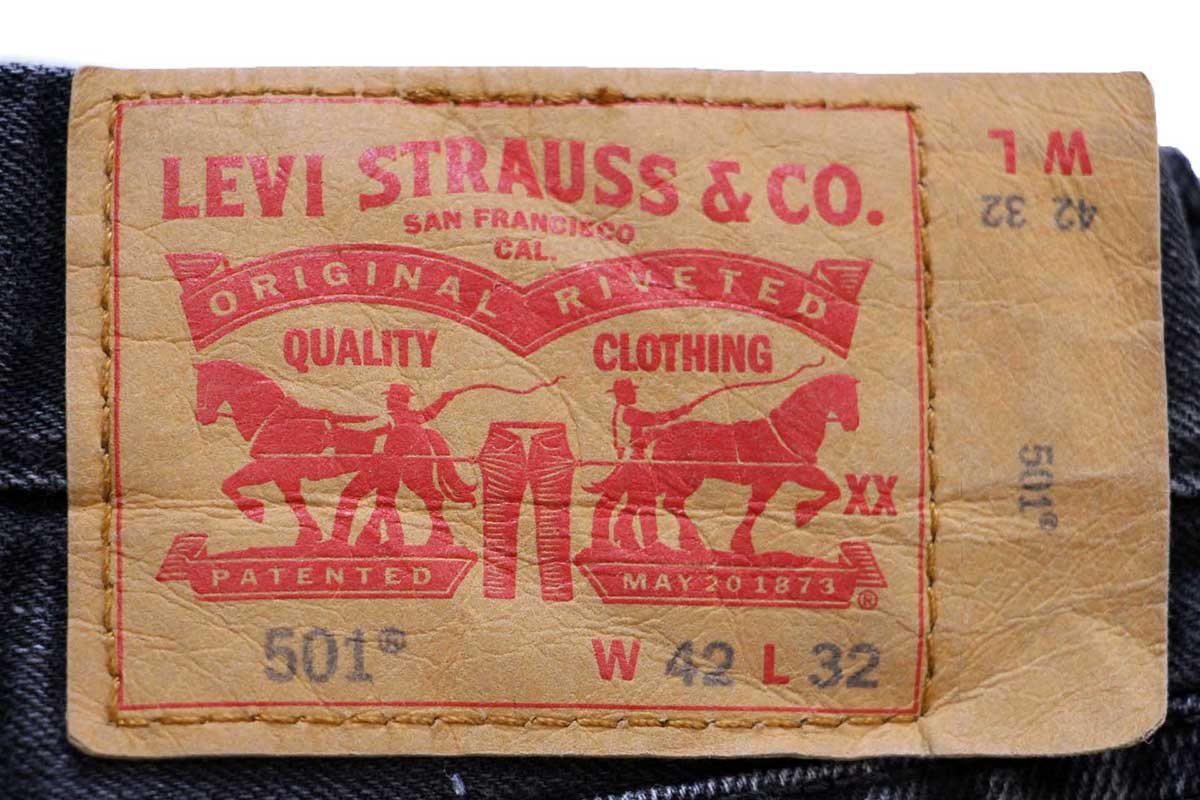 LEVI STRAUSS & CO.
SAN FRANCISCO
CAL.
ORIGINAL RIVETED
QUALITY CLOTHING
XX
PATENTED MAY 20 1873 ®
501® W 42 L 32
W L
42 32
501®